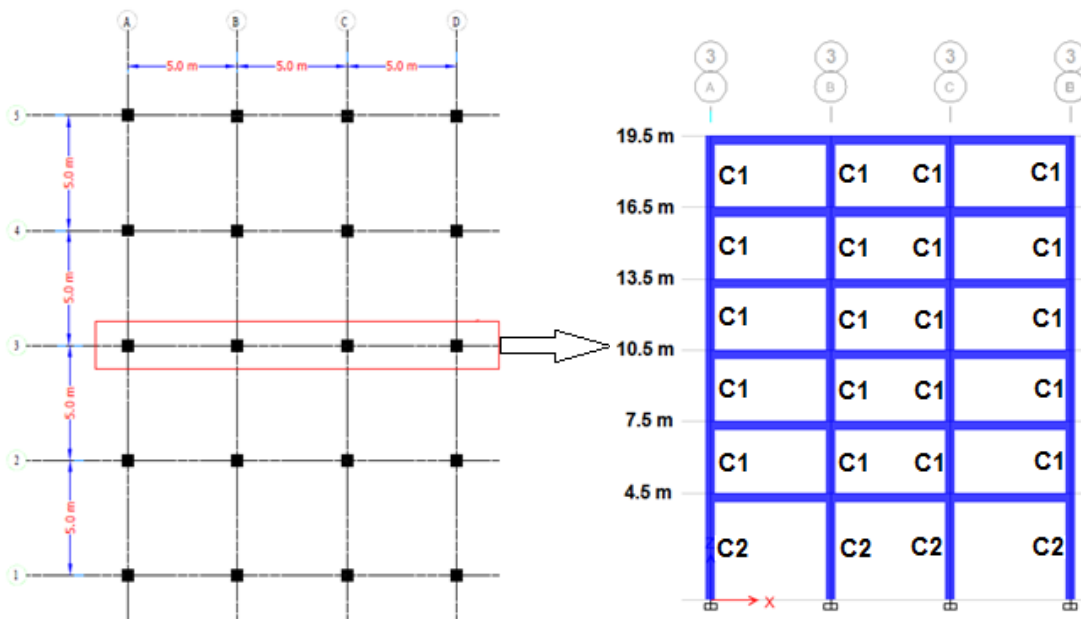 A B C D
5.0 m 5.0 m 5.0 m
5
5.0 m
4
5.0 m
3
5.0 m
2
5.0 m
1
3 3 3 3
A B C B
19.5 m
C1 C1 C1 C1
16.5 m
C1 C1 C1 C1
13.5 m
C1 C1 C1 C1
10.5 m
C1 C1 C1 C1
7.5 m
C1 C1 C1 C1
4.5 m
Z C2 C2 C2 C2
X